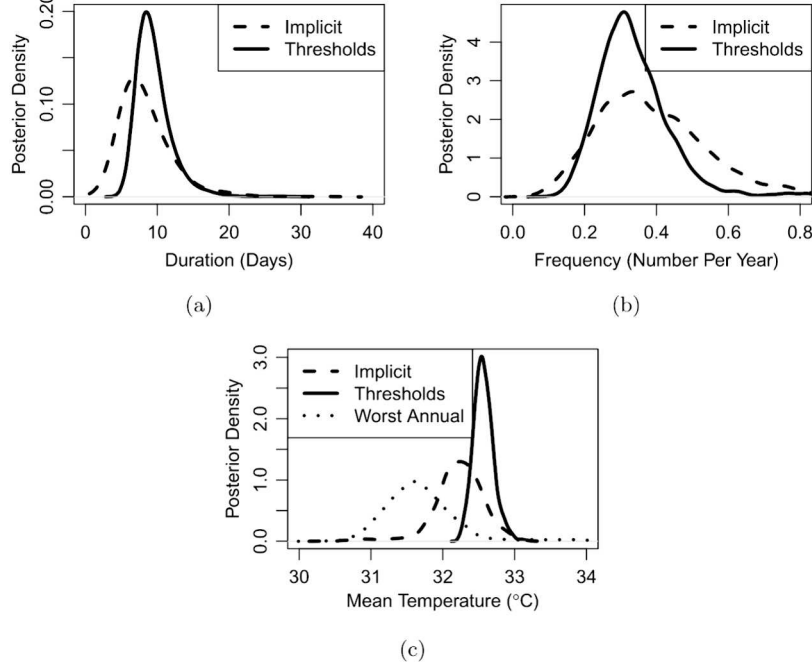 Posterior Density
0.00
0.10
0.20
Implicit
Thresholds
0 10 20 30 40
Duration (Days)
(a)
Posterior Density
0 1 2 3 4
Implicit
Thresholds
0.0 0.2 0.4 0.6 0.8
Frequency (Number Per Year)
(b)
Posterior Density
0.0 1.0 2.0 3.0
Implicit
Thresholds
Worst Annual
30 31 32 33 34
Mean Temperature (°C)
(c)